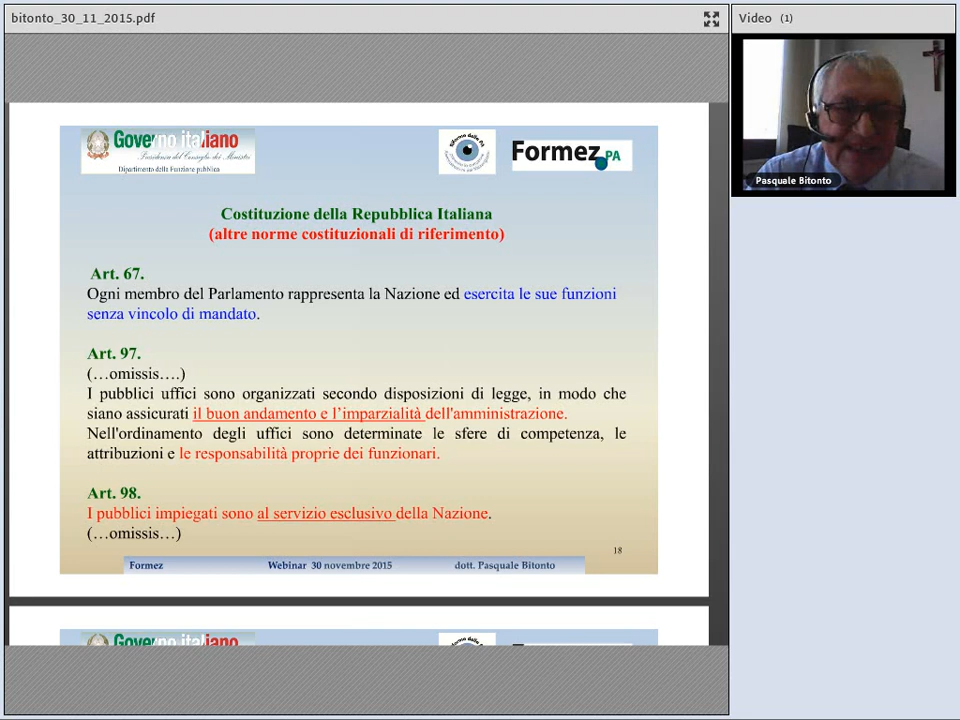 bitonto_30_11_2015.pdf
Video (1)
Pasquale Bitonto
Governo italiano
Presidenza del Consiglio dei Ministri
Dipartimento della Funzione pubblica
Formez PA
Costituzione della Repubblica Italiana
(altre norme costituzionali di riferimento)
Art. 67.
Ogni membro del Parlamento rappresenta la Nazione ed esercita le sue funzioni
senza vincolo di mandato.
Art. 97.
(…omissis….)
I pubblici uffici sono organizzati secondo disposizioni di legge, in modo che
siano assicurati il buon andamento e l’imparzialità dell'amministrazione.
Nell'ordinamento degli uffici sono determinate le sfere di competenza, le
attribuzioni e le responsabilità proprie dei funzionari.
Art. 98.
I pubblici impiegati sono al servizio esclusivo della Nazione.
(…omissis…)
18
Formez Webinar 30 novembre 2015 dott. Pasquale Bitonto
Governo italiano